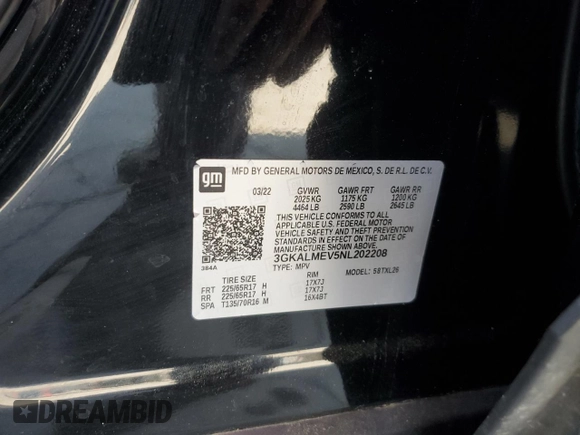 gm
MFD BY GENERAL MOTORS DE MEXICO, S. DE R.L. DE C.V.
03/22 GVWR GAWR FRT GAWR RR
2025 KG 1175 KG 1200 KG
4464 LB 2590 LB 2645 LB
THIS VEHICLE CONFORMS TO ALL
APPLICABLE U.S. FEDERAL MOTOR
VEHICLE SAFETY AND THEFT PREVENTION
STANDARDS IN EFFECT ON THE DATE OF
MANUFACTURE SHOWN ABOVE.
3GKALMEV5NL202208
384A TYPE: MPV MODEL: 5BTXL26
TIRE SIZE RIM
FRT 225/65R17 H 17X7J
RR 225/65R17 H 17X7J
SPA T135/70R16 M 16X4BT
DREAMBID